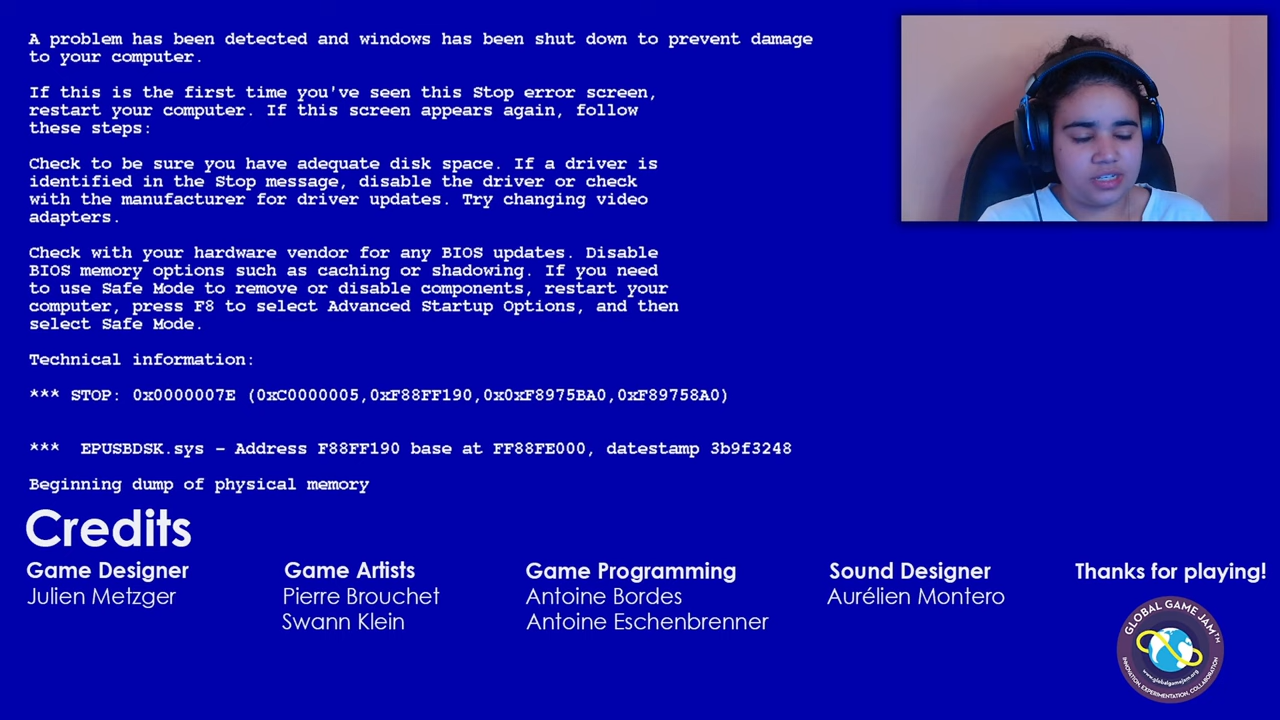 A problem has been detected and windows has been shut down to prevent damage
to your computer.
If this is the first time you've seen this Stop error screen,
restart your computer. If this screen appears again, follow
these steps:
Check to be sure you have adequate disk space. If a driver is
identified in the Stop message, disable the driver or check
with the manufacturer for driver updates. Try changing video
adapters.
Check with your hardware vendor for any BIOS updates. Disable
BIOS memory options such as caching or shadowing. If you need
to use Safe Mode to remove or disable components, restart your
computer, press F8 to select Advanced Startup Options, and then
select Safe Mode.
Technical information:
*** STOP: 0x0000007E (0xC0000005,0xF88FF190,0x0xF8975BA0,0xF89758A0)
*** EPUSBDSK.sys – Address F88FF190 base at FF88FE000, datestamp 3b9f3248
Beginning dump of physical memory
Credits
Game Designer
Julien Metzger
Game Artists
Pierre Brouchet
Swann Klein
Game Programming
Antoine Bordes
Antoine Eschenbrenner
Sound Designer
Aurélien Montero
Thanks for playing!
GLOBAL GAME JAM™
www.globalgamejam.org
INNOVATION, EXPERIMENTATION, COLLABORATION